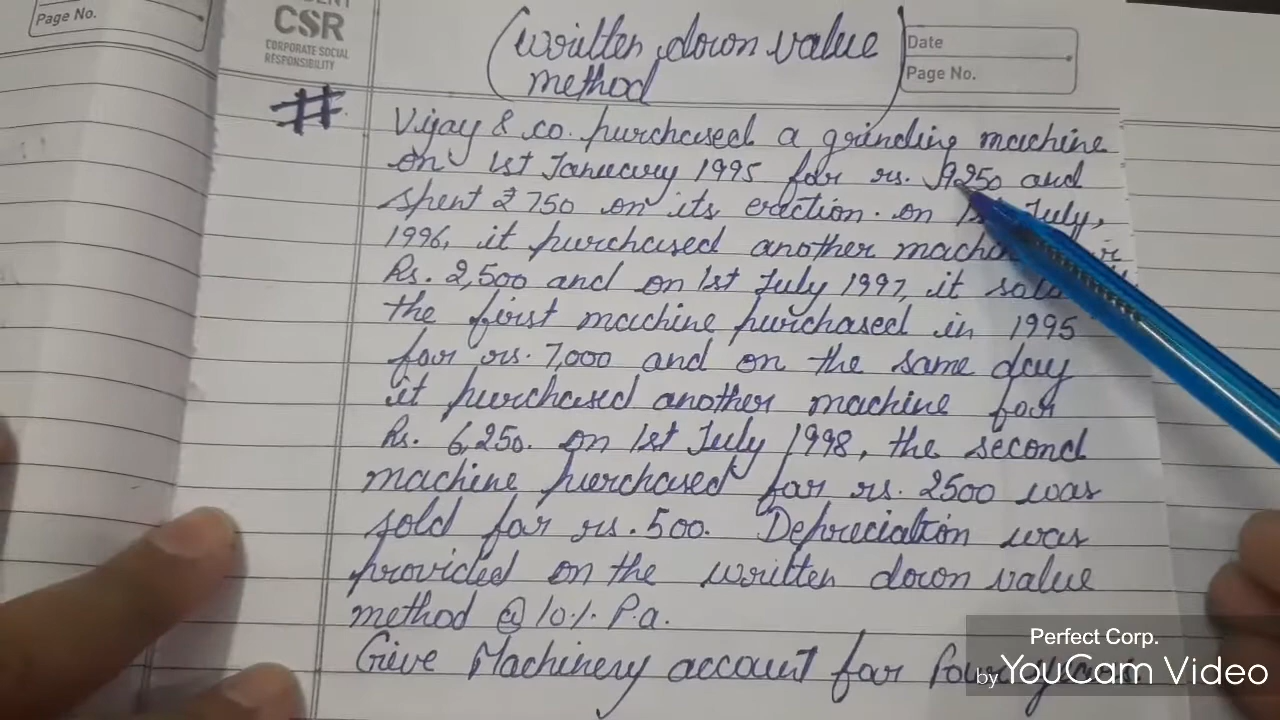 Page No.
CSR
CORPORATE SOCIAL
RESPONSIBILITY
(written down value
method)
Date
Page No.
# Vijay & co. purchased a grinding machine
on 1st January 1995 for rs. 9250 and
spent ₹ 750 on its erection. on 1st July,
1996, it purchased another
Rs. 2,500 and on 1st July 1997, it sold
the first machine purchased in 1995
for rs. 7,000 and on the same day
it purchased another machine for
Rs. 6,250. on 1st July 1998, the second
machine purchased for rs. 2500 was
sold for rs. 500. Depreciation was
provided on the written down value
method @ 10% P.a.
Give Machinery account for four years.
Perfect Corp.
by YouCam Video